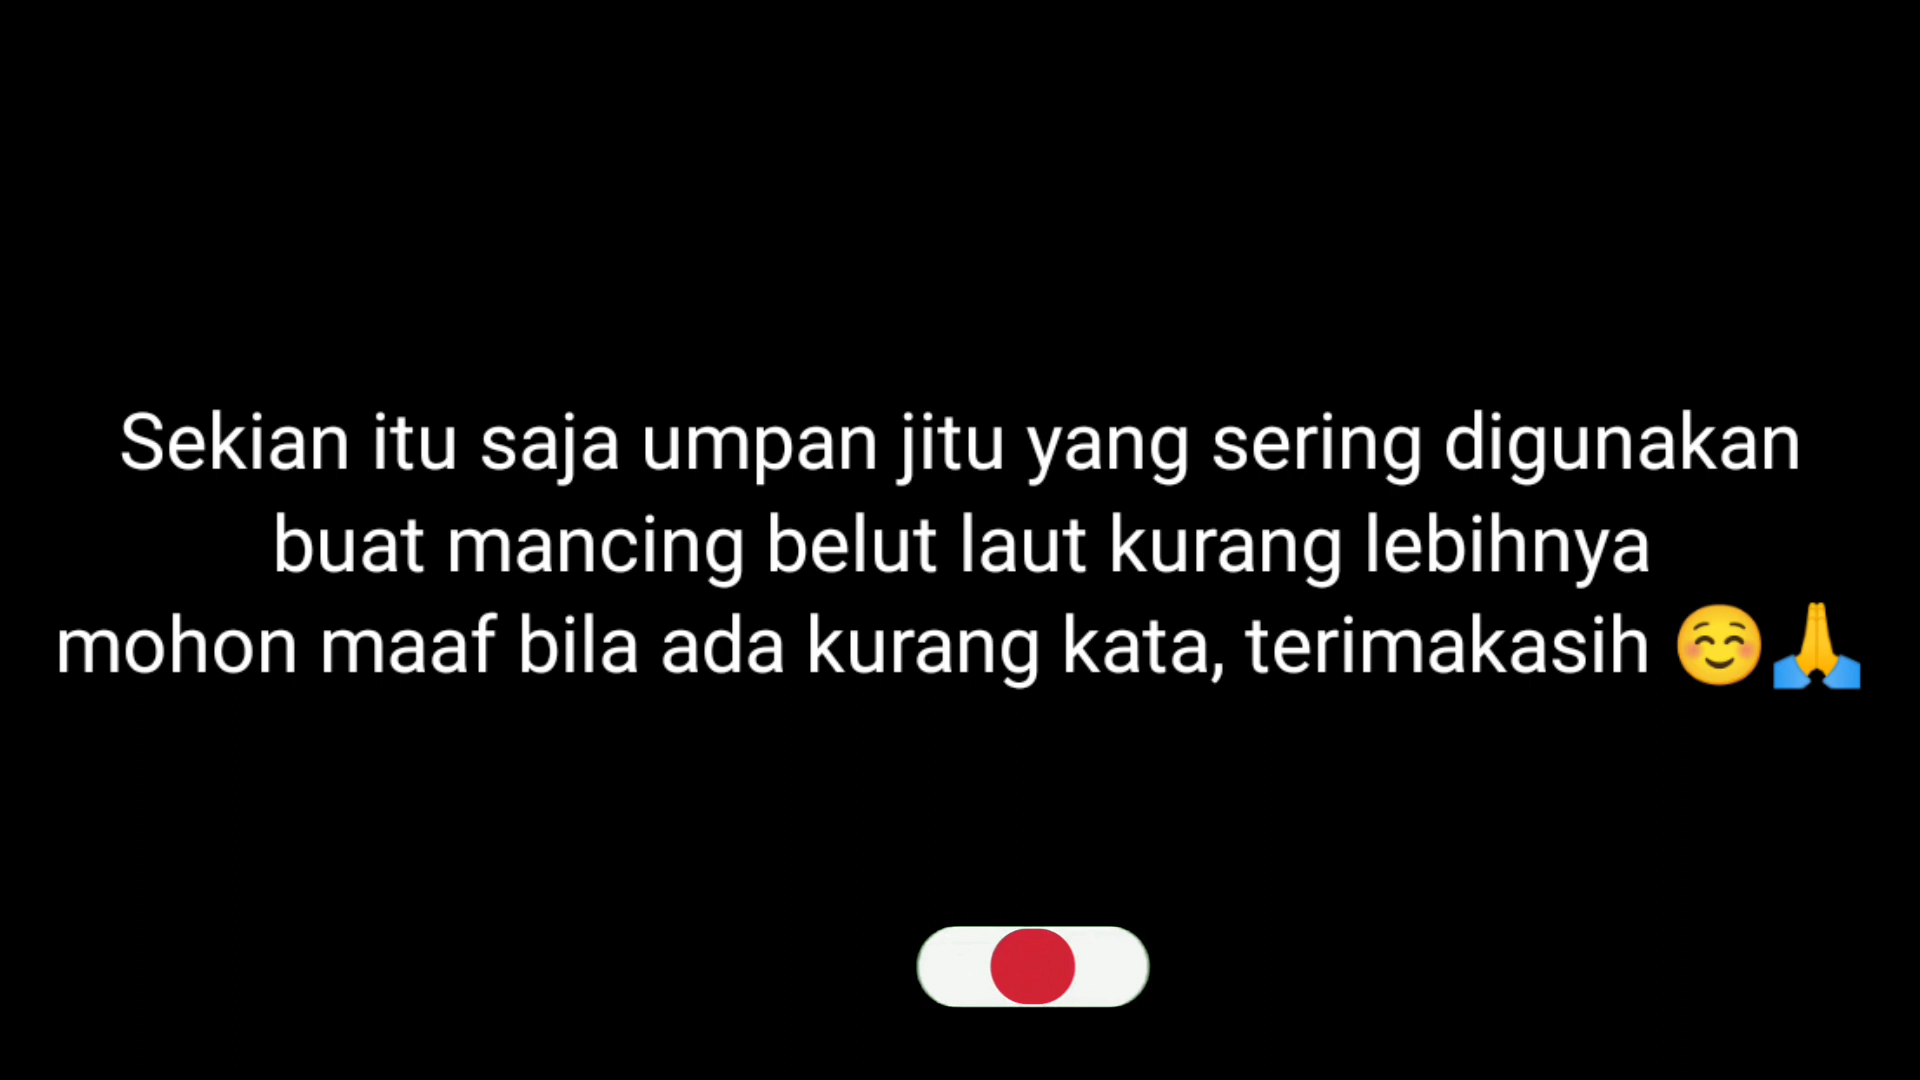 Sekian itu saja umpan jitu yang sering digunakan
buat mancing belut laut kurang lebihnya
mohon maaf bila ada kurang kata, terimakasih ☺️🙏